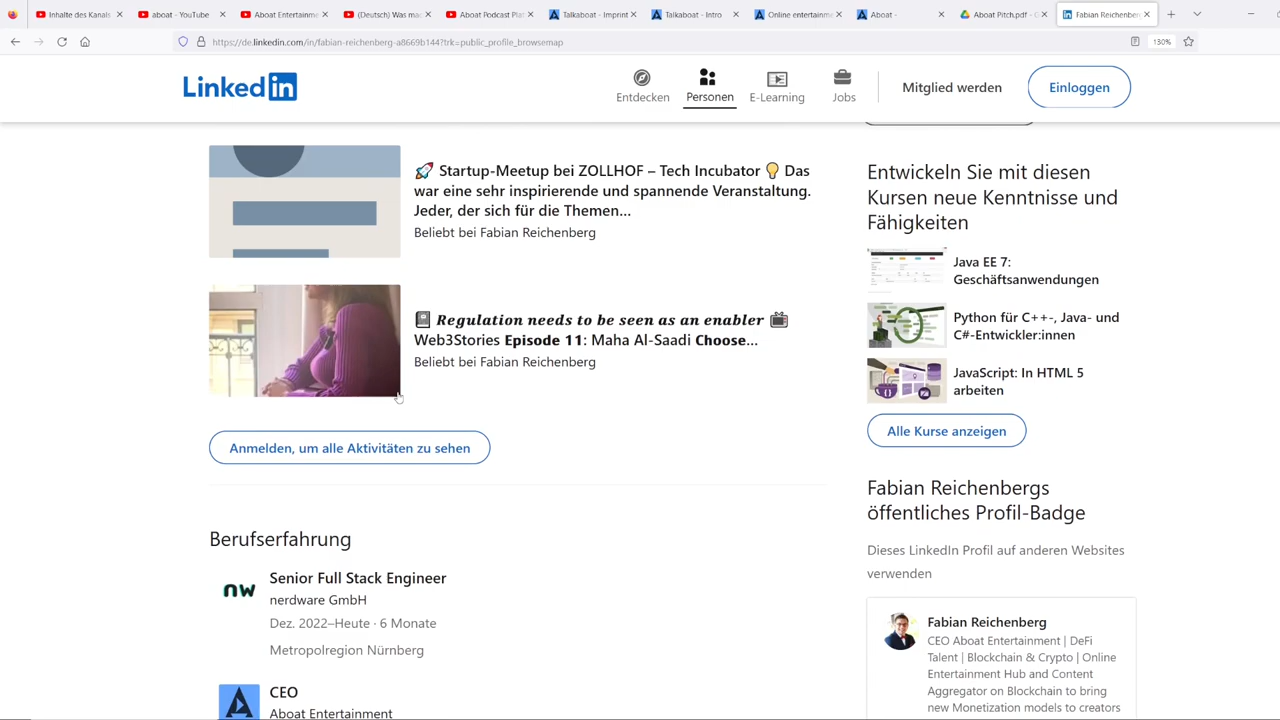 Inhalte des Kanals
aboat - YouTube
Aboat Entertainme
(Deutsch) Was mac
Aboat Podcast Plat
Talkaboat - Imprint
Talkaboat - Intro
Online entertainme
Aboat -
Aboat Pitch.pdf - G
Fabian Reichenberg
https://de.linkedin.com/in/fabian-reichenberg-a8669b144?trk=public_profile_browsemap
130%
Linked in
Entdecken
Personen
E-Learning
Jobs
Mitglied werden
Einloggen
🚀 Startup-Meetup bei ZOLLHOF – Tech Incubator 💡 Das
war eine sehr inspirierende und spannende Veranstaltung.
Jeder, der sich für die Themen...
Beliebt bei Fabian Reichenberg
📓 Regulation needs to be seen as an enabler 📺
Web3Stories Episode 11: Maha Al-Saadi Choose...
Beliebt bei Fabian Reichenberg
Anmelden, um alle Aktivitäten zu sehen
Berufserfahrung
nw
Senior Full Stack Engineer
nerdware GmbH
Dez. 2022–Heute · 6 Monate
Metropolregion Nürnberg
CEO
Aboat Entertainment
Entwickeln Sie mit diesen
Kursen neue Kenntnisse und
Fähigkeiten
Java EE 7:
Geschäftsanwendungen
Python für C++-, Java- und
C#-Entwickler:innen
JavaScript: In HTML 5
arbeiten
Alle Kurse anzeigen
Fabian Reichenbergs
öffentliches Profil-Badge
Dieses LinkedIn Profil auf anderen Websites
verwenden
Fabian Reichenberg
CEO Aboat Entertainment | DeFi
Talent | Blockchain & Crypto | Online
Entertainment Hub and Content
Aggregator on Blockchain to bring
new Monetization models to creators